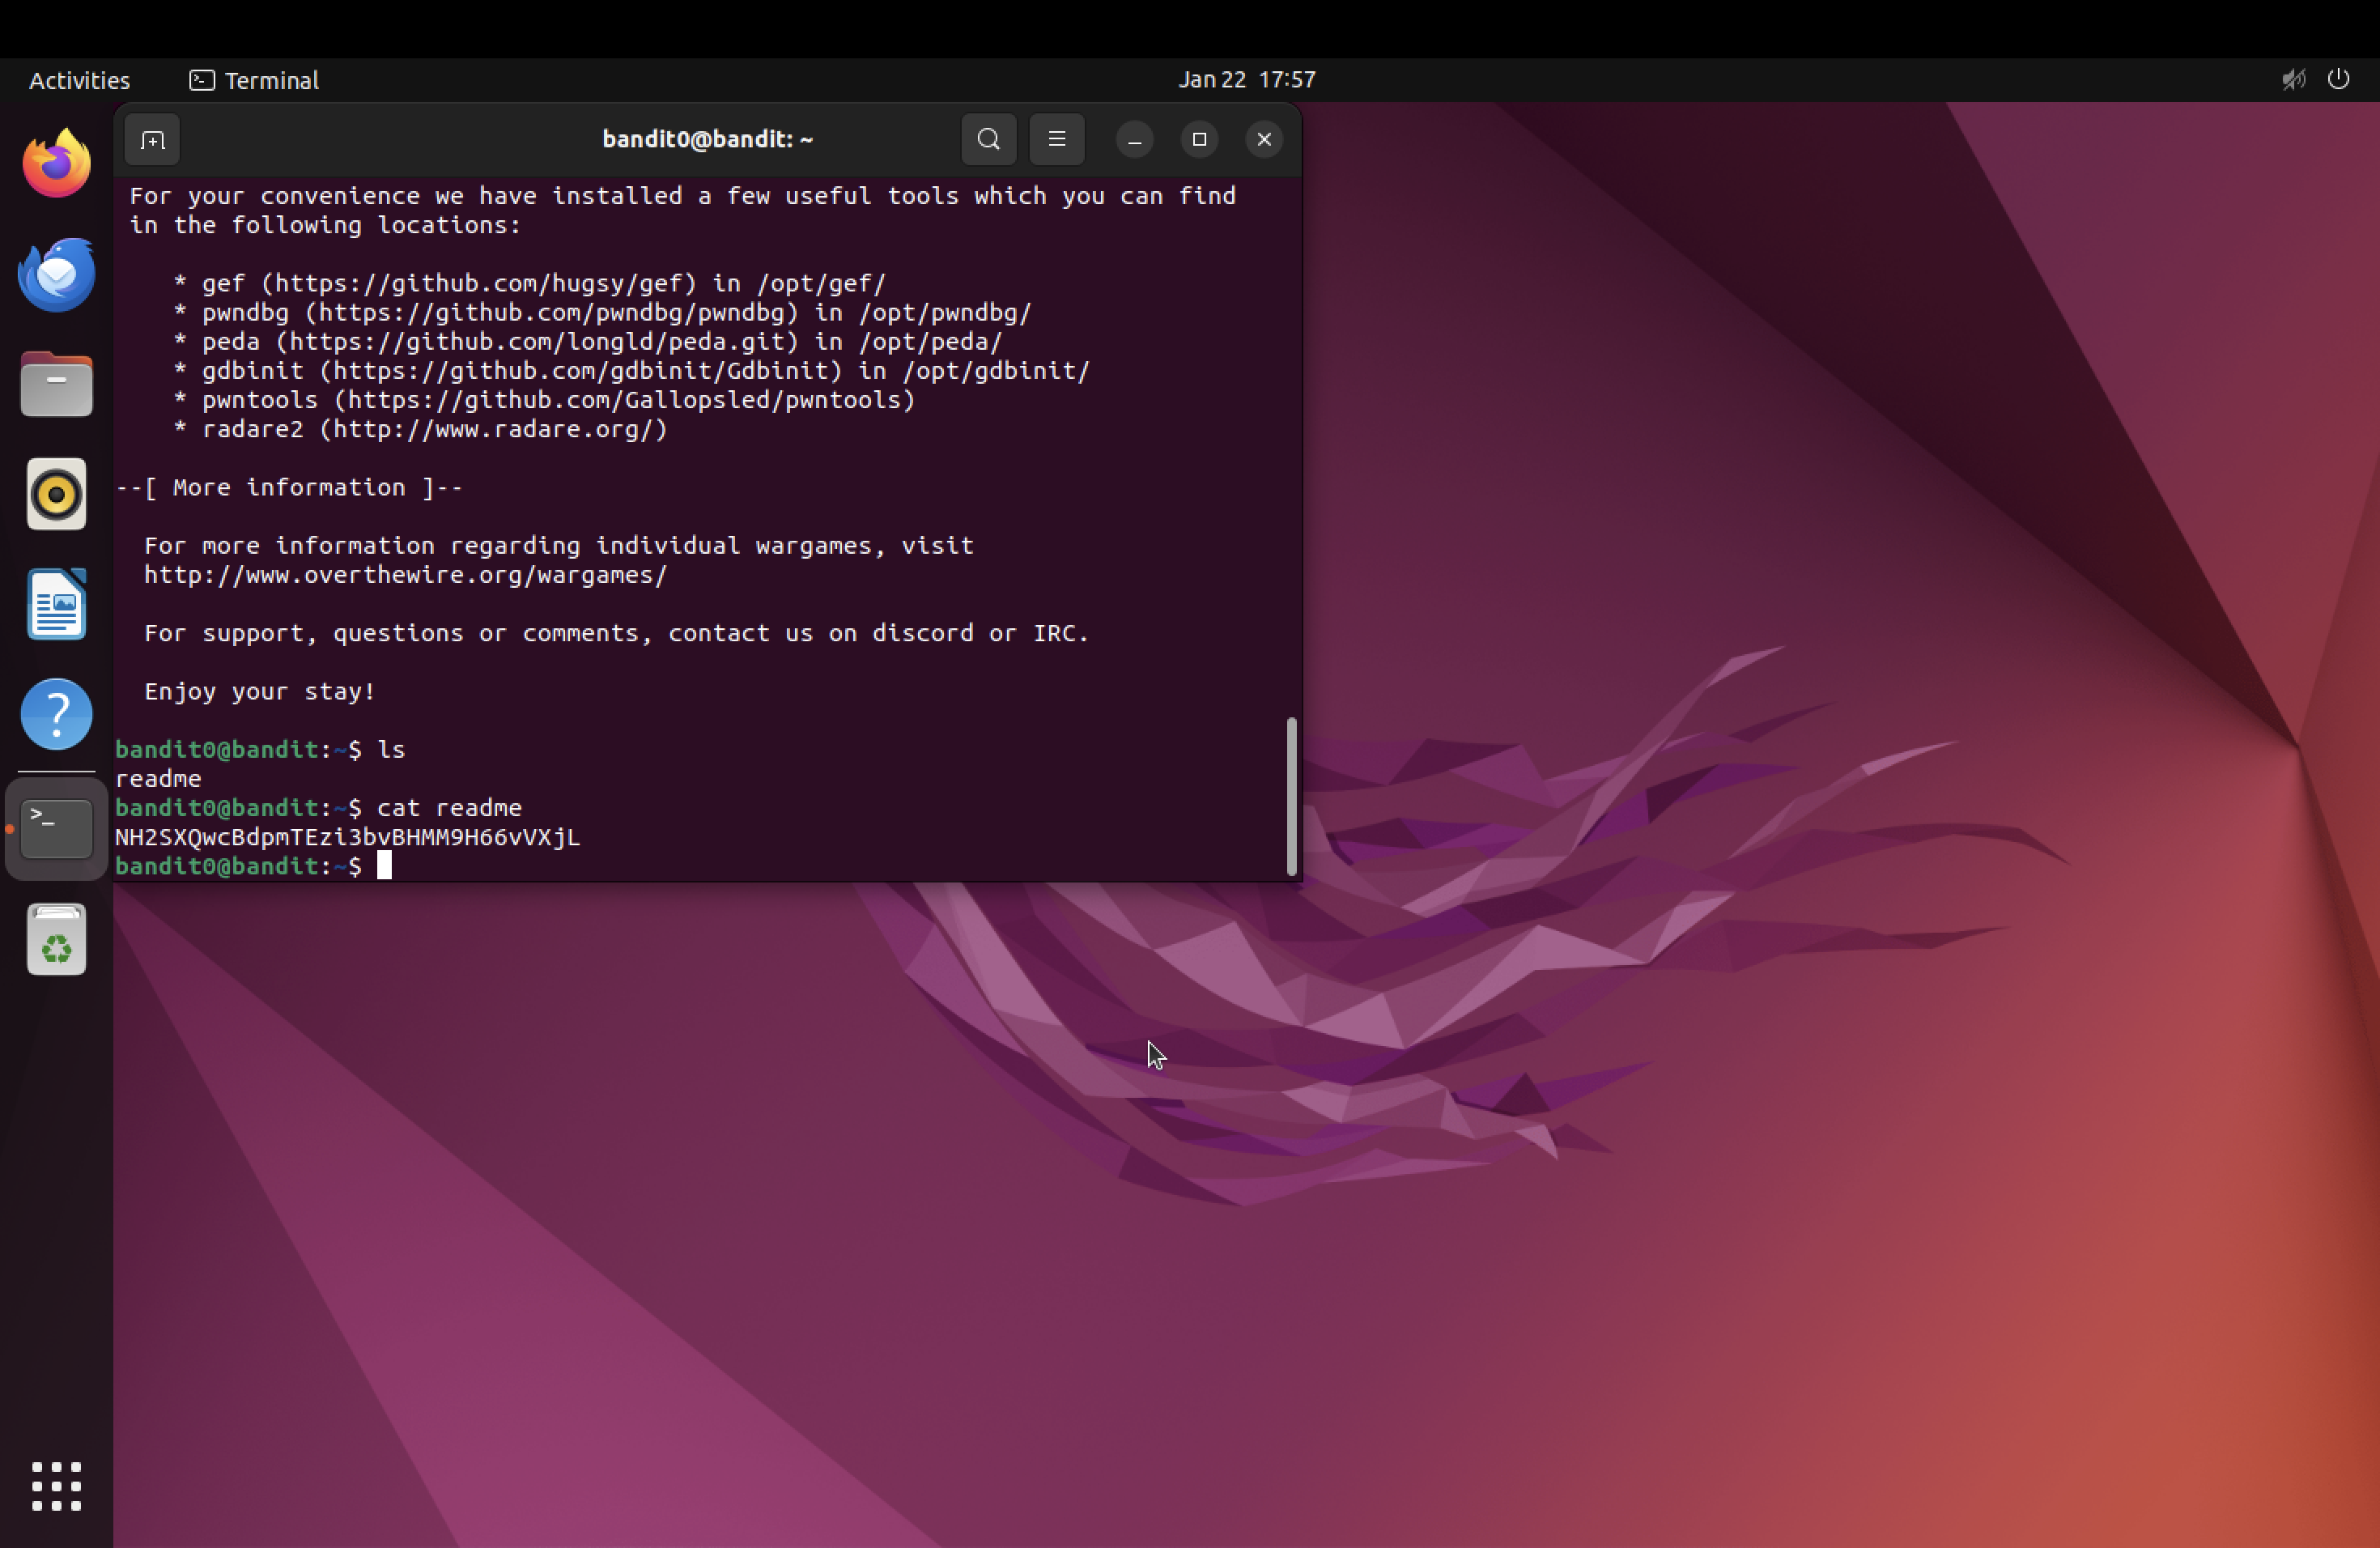 Activities Terminal Jan 22 17:57
bandit0@bandit: ~
For your convenience we have installed a few useful tools which you can find
in the following locations:
* gef (https://github.com/hugsy/gef) in /opt/gef/
* pwndbg (https://github.com/pwndbg/pwndbg) in /opt/pwndbg/
* peda (https://github.com/longld/peda.git) in /opt/peda/
* gdbinit (https://github.com/gdbinit/Gdbinit) in /opt/gdbinit/
* pwntools (https://github.com/Gallopsled/pwntools)
* radare2 (http://www.radare.org/)
--[ More information ]--
For more information regarding individual wargames, visit
http://www.overthewire.org/wargames/
For support, questions or comments, contact us on discord or IRC.
Enjoy your stay!
bandit0@bandit:~$ ls
readme
bandit0@bandit:~$ cat readme
NH2SXQwcBdpmTEzi3bvBHMM9H66vVXjL
bandit0@bandit:~$